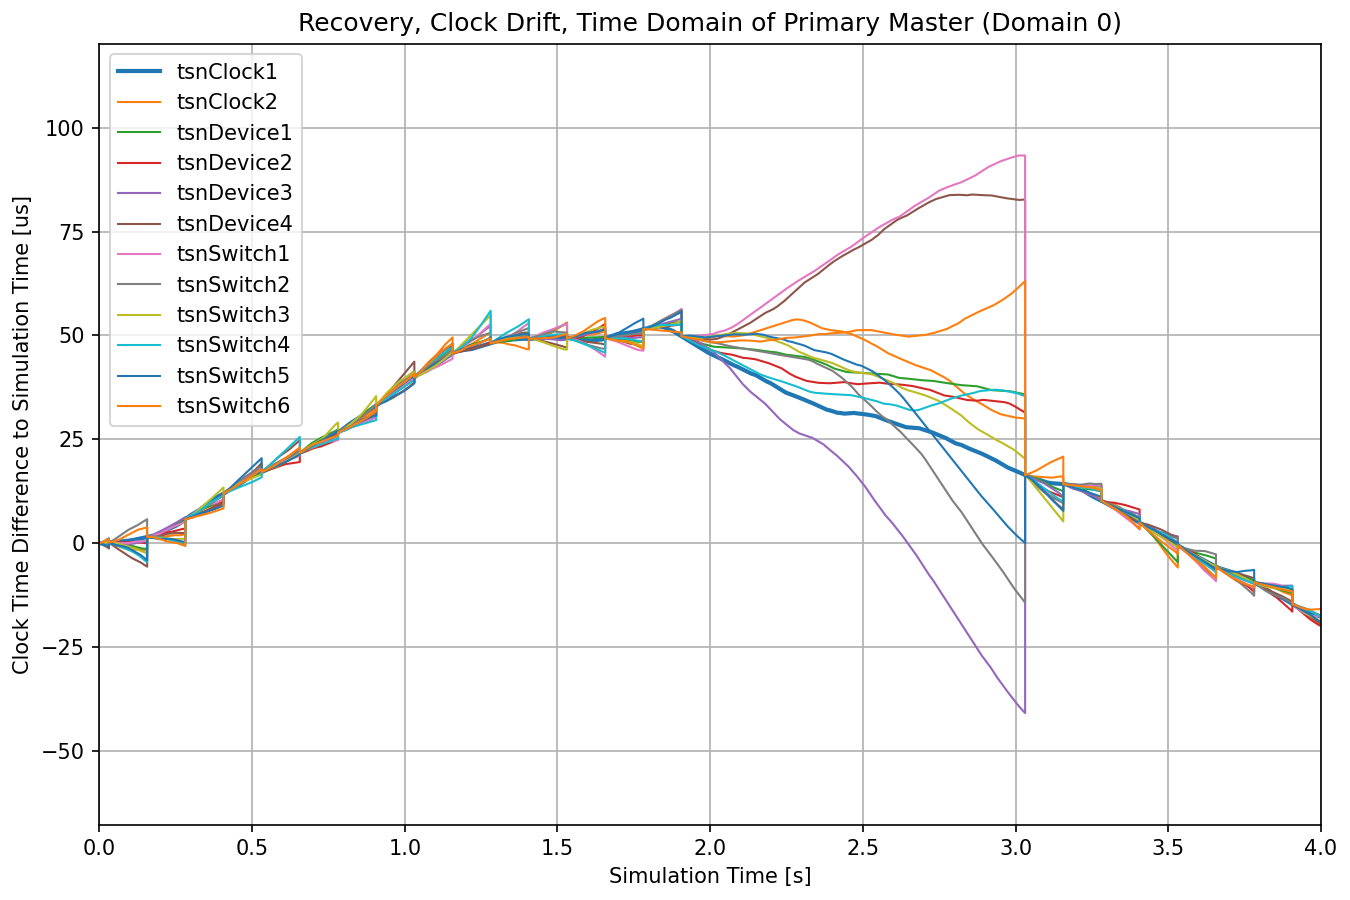 Recovery, Clock Drift, Time Domain of Primary Master (Domain 0)
Clock Time Difference to Simulation Time [us]
100
75
50
25
0
−25
−50
tsnClock1
tsnClock2
tsnDevice1
tsnDevice2
tsnDevice3
tsnDevice4
tsnSwitch1
tsnSwitch2
tsnSwitch3
tsnSwitch4
tsnSwitch5
tsnSwitch6
0.0 0.5 1.0 1.5 2.0 2.5 3.0 3.5 4.0
Simulation Time [s]